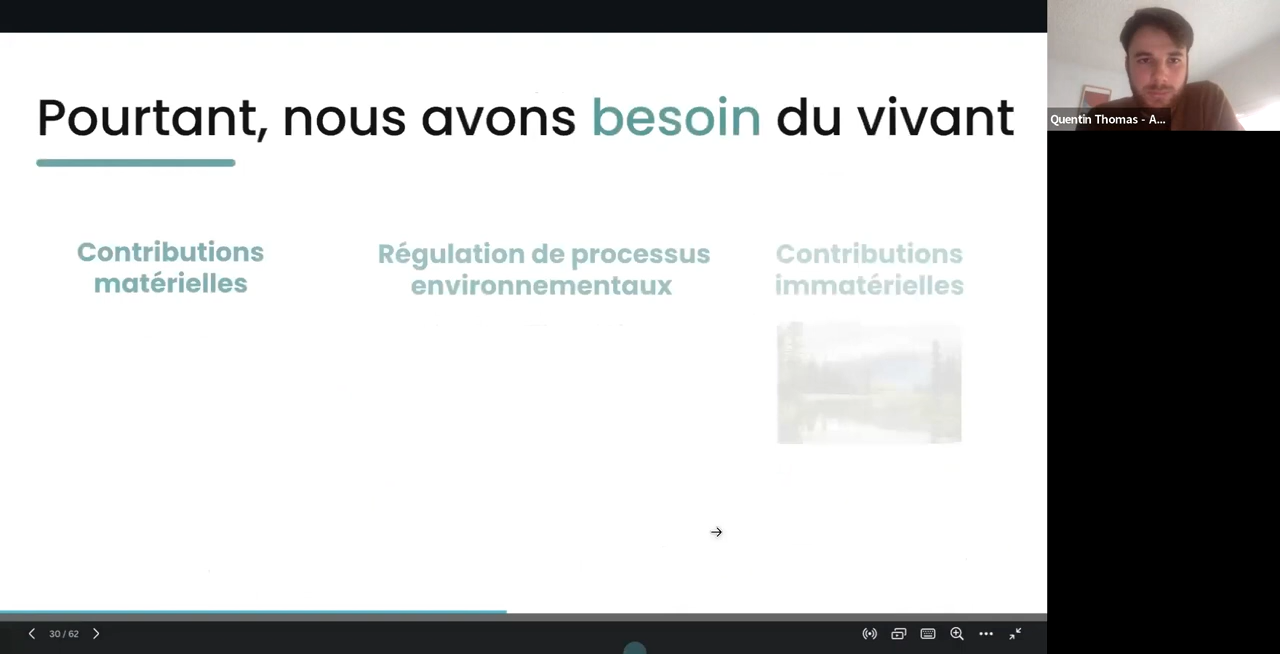 Pourtant, nous avons besoin du vivant
Contributions
matérielles
Régulation de processus
environnementaux
Contributions
immatérielles
Quentin Thomas - A...
30 / 62